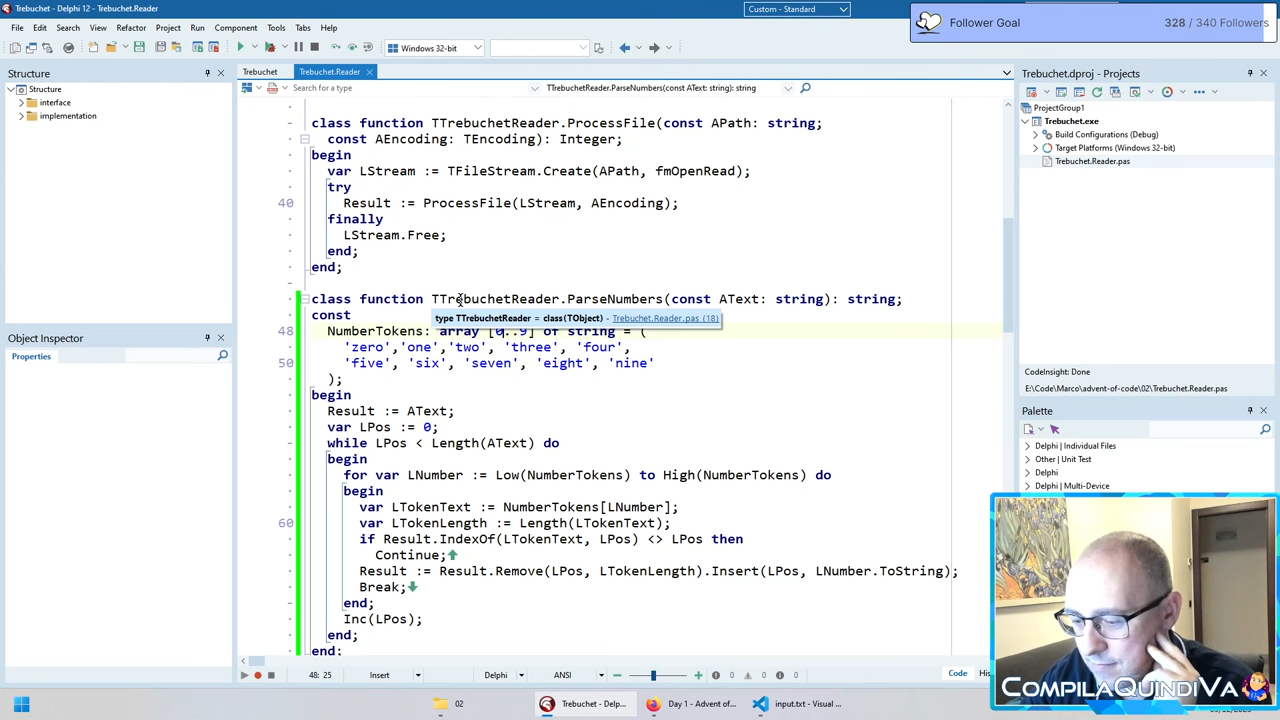 Trebuchet - Delphi 12 - Trebuchet.Reader
Custom - Standard
Follower Goal
328 / 340 Followers
File Edit Search View Refactor Project Run Component Tools Tabs Help
Windows 32-bit
Structure
Structure
interface
implementation
Object Inspector
Properties
Trebuchet Trebuchet.Reader
Search for a type
TTrebuchetReader.ParseNumbers(const AText: string): string
class function TTrebuchetReader.ProcessFile(const APath: string;
const AEncoding: TEncoding): Integer;
begin
var LStream := TFileStream.Create(APath, fmOpenRead);
try
40 Result := ProcessFile(LStream, AEncoding);
finally
LStream.Free;
end;
end;
class function TTrebuchetReader.ParseNumbers(const AText: string): string;
const
type TTrebuchetReader = class(TObject) - Trebuchet.Reader.pas (18)
48 NumberTokens: array [0..9] of string = (
'zero','one','two', 'three', 'four',
50 'five', 'six', 'seven', 'eight', 'nine'
);
begin
Result := AText;
var LPos := 0;
while LPos < Length(AText) do
begin
for var LNumber := Low(NumberTokens) to High(NumberTokens) do
begin
var LTokenText := NumberTokens[LNumber];
60 var LTokenLength := Length(LTokenText);
if Result.IndexOf(LTokenText, LPos) <> LPos then
Continue;
Result := Result.Remove(LPos, LTokenLength).Insert(LPos, LNumber.ToString);
Break;
end;
Inc(LPos);
end;
end;
48: 25 Insert Delphi ANSI 0 0 0 Code
Trebuchet.dproj - Projects
ProjectGroup1
Trebuchet.exe
Build Configurations (Debug)
Target Platforms (Windows 32-bit)
Trebuchet.Reader.pas
CodeInsight: Done
E:\Code\Marco\advent-of-code\02\Trebuchet.Reader.pas
Palette
Delphi | Individual Files
Other | Unit Test
Delphi
Delphi | Multi-Device
COMPILAQUINDIVA
02 Trebuchet - Delp... Day 1 - Advent of... input.txt - Visual ...